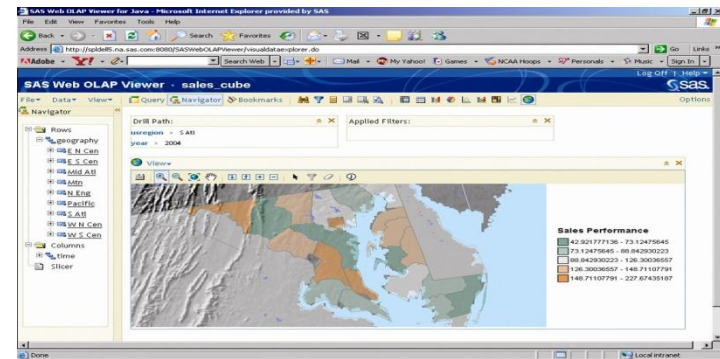 SAS Web OLAP Viewer for Java - Microsoft Internet Explorer provided by SAS
File Edit View Favorites Tools Help
Back Search Favorites
Address http://spldell5.na.sas.com:8080/SASWebOLAPViewer/visualdataexplorer.do Go Links
Adobe Y! Search Web Mail My Yahoo! Games NCAA Hoops Personals Music Sign In
Log Off Help
SAS Web OLAP Viewer - sales_cube sas.
File Data View Query Navigator Bookmarks Options
Navigator
Drill Path: Applied Filters:
Rows
usregion > S Atl
geography
year > 2004
E N Cen
E S Cen
View
Mid Atl
Mtn
N Eng
Pacific
S Atl
W N Cen
W S Cen
Columns
time
Slicer
Sales Performance
42.921777136 - 73.12475645
73.12475645 - 88.842930223
88.842930223 - 126.30036557
126.30036557 - 148.71107791
148.71107791 - 227.67435187
Done Local intranet